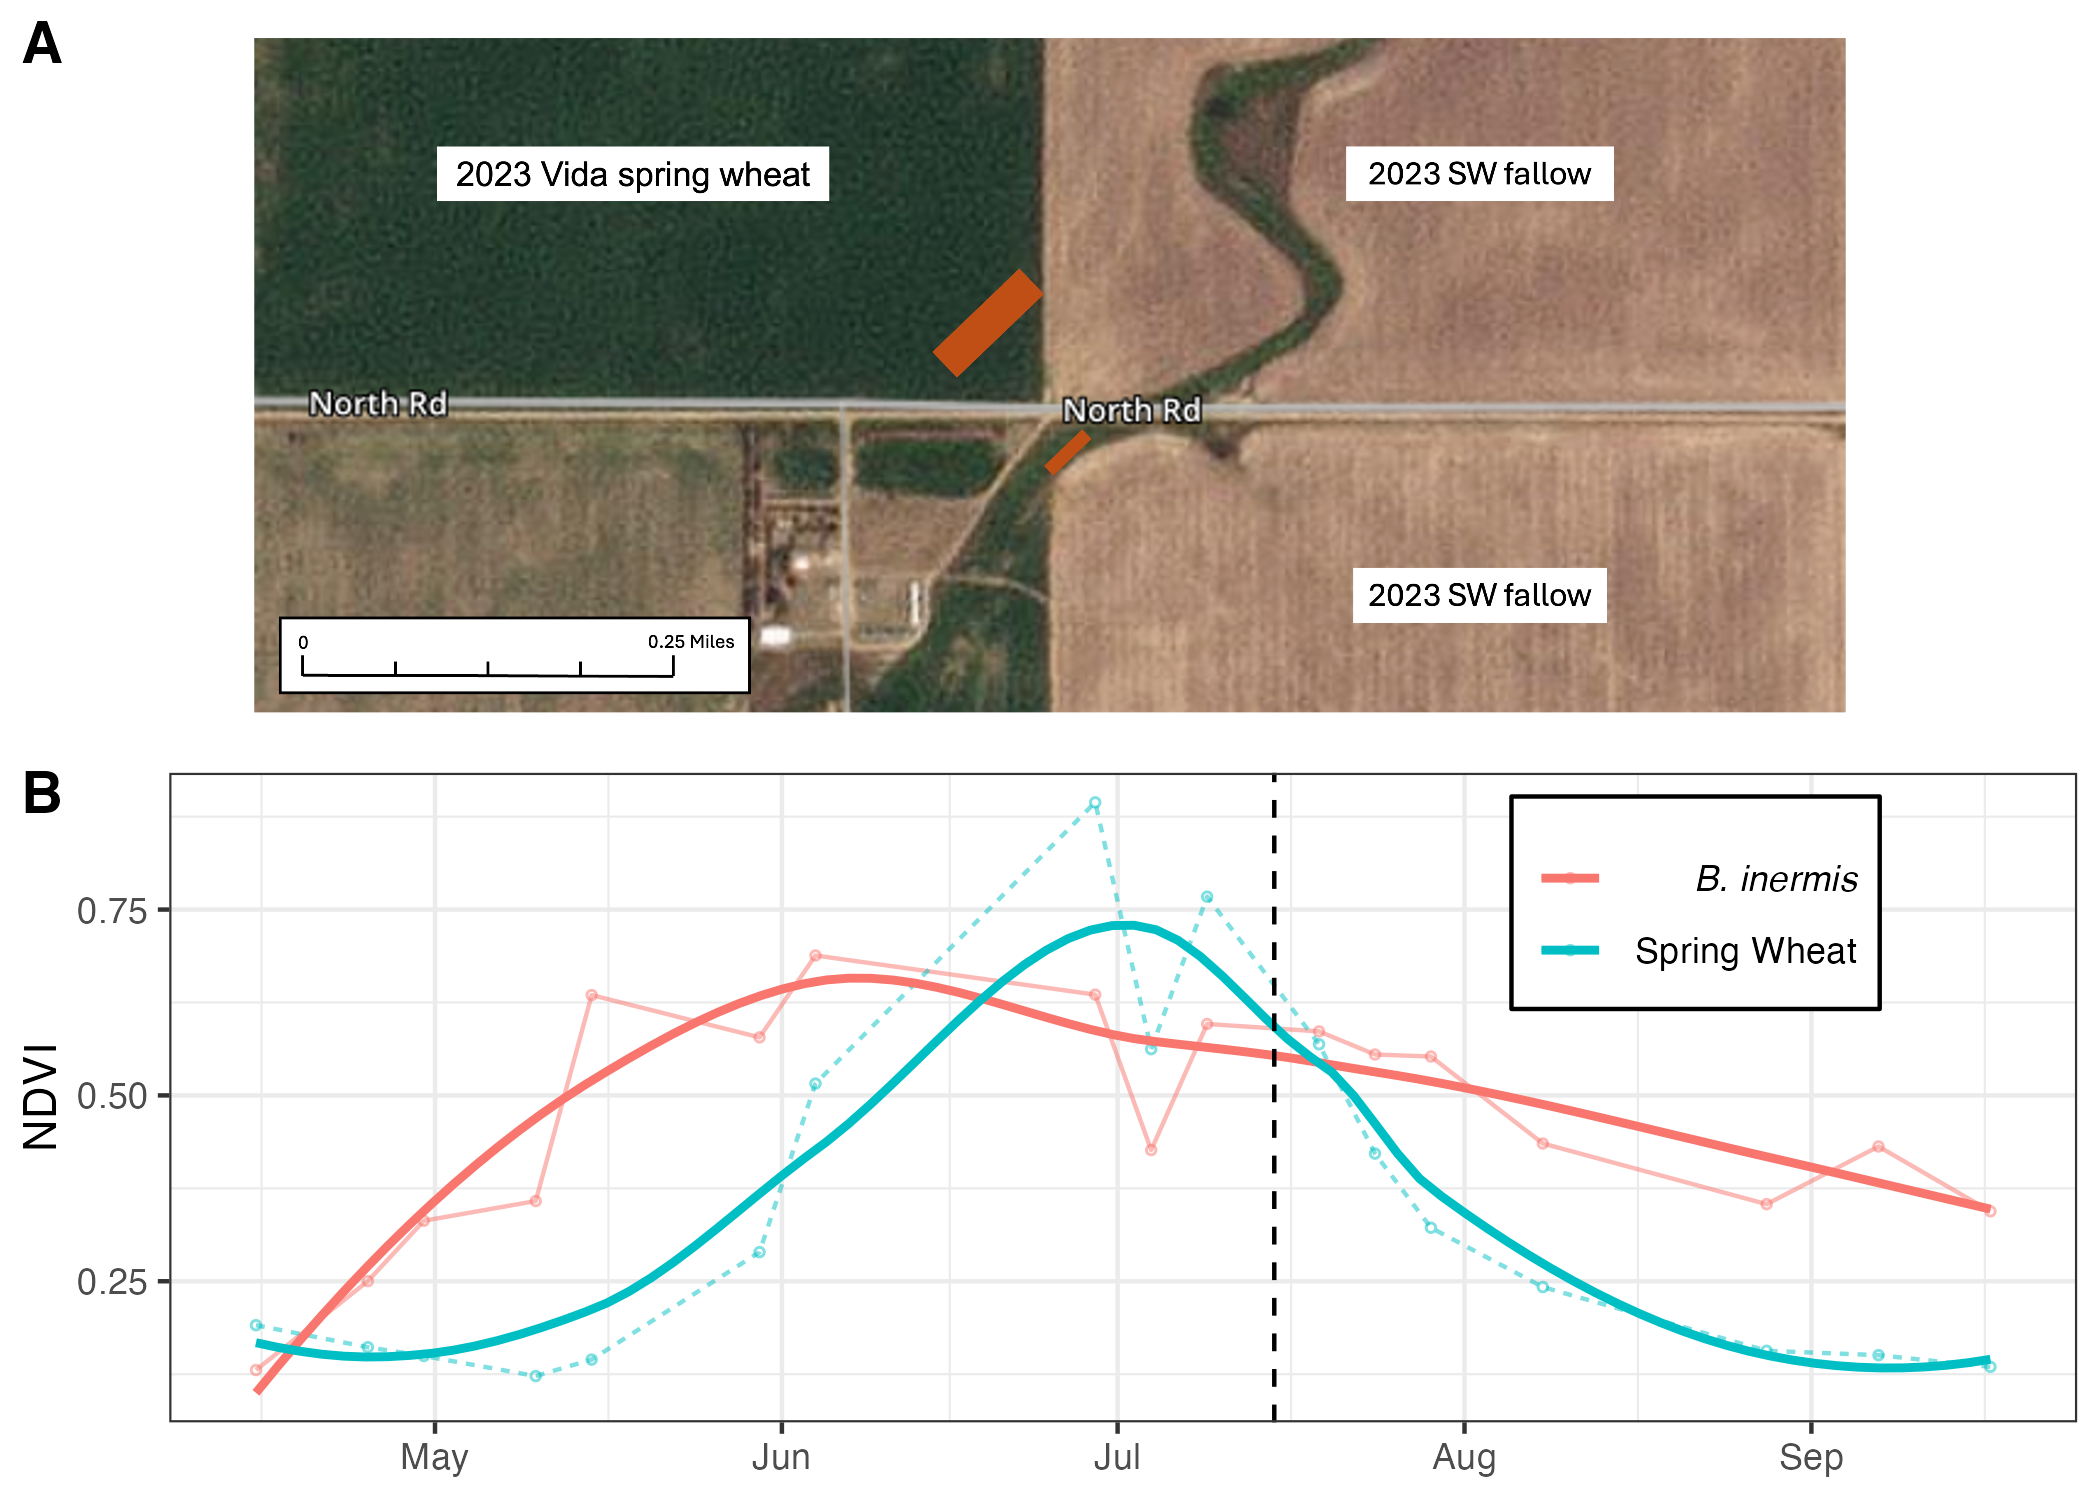 A
2023 Vida spring wheat
2023 SW fallow
North Rd
North Rd
2023 SW fallow
0
0.25 Miles
B
B. inermis
Spring Wheat
NDVI
0.75
0.50
0.25
May
Jun
Jul
Aug
Sep